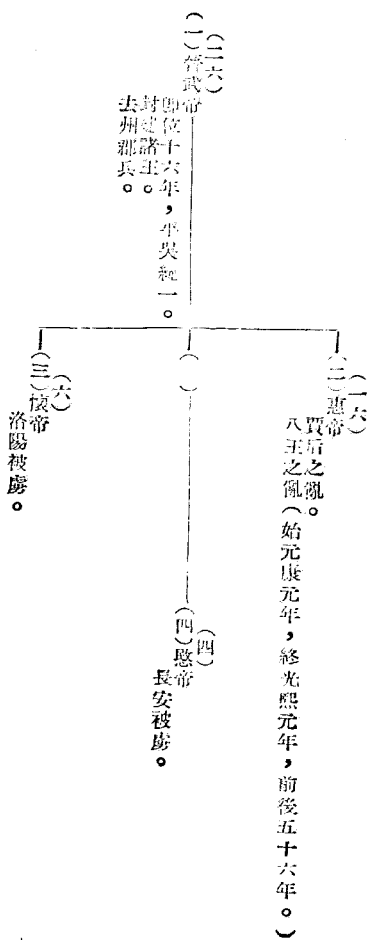 (二六)
(一)晉武帝
即位十六年，平吳統一。
封建諸王。
去州郡兵。
(一六)
(二)惠帝
賈后之亂。
八王之亂(始元康元年，終光熙元年，前後五十六年。)
(　)
(四)
(四)愍帝
長安被虜。
(六)
(三)懷帝
洛陽被虜。